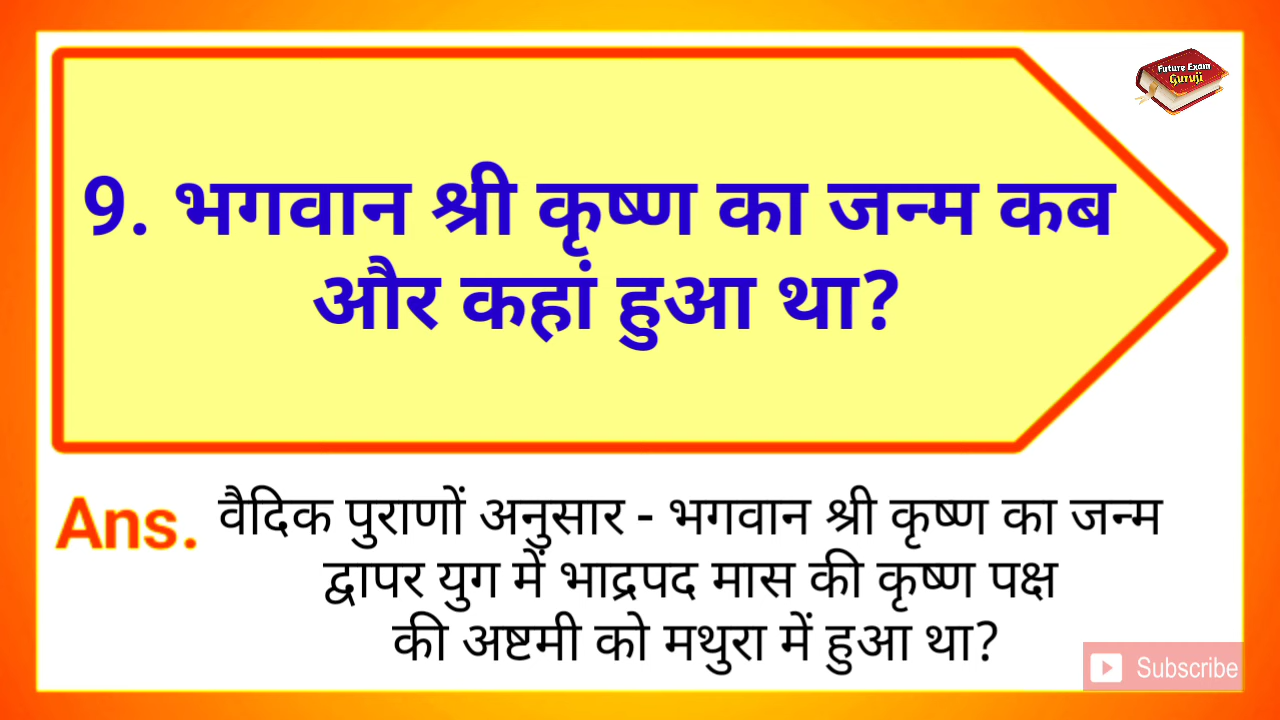 Future Exam
Guruji
9. भगवान श्री कृष्ण का जन्म कब
और कहां हुआ था?
Ans. वैदिक पुराणों अनुसार - भगवान श्री कृष्ण का जन्म
द्वापर युग में भाद्रपद मास की कृष्ण पक्ष
की अष्टमी को मथुरा में हुआ था?
Subscribe